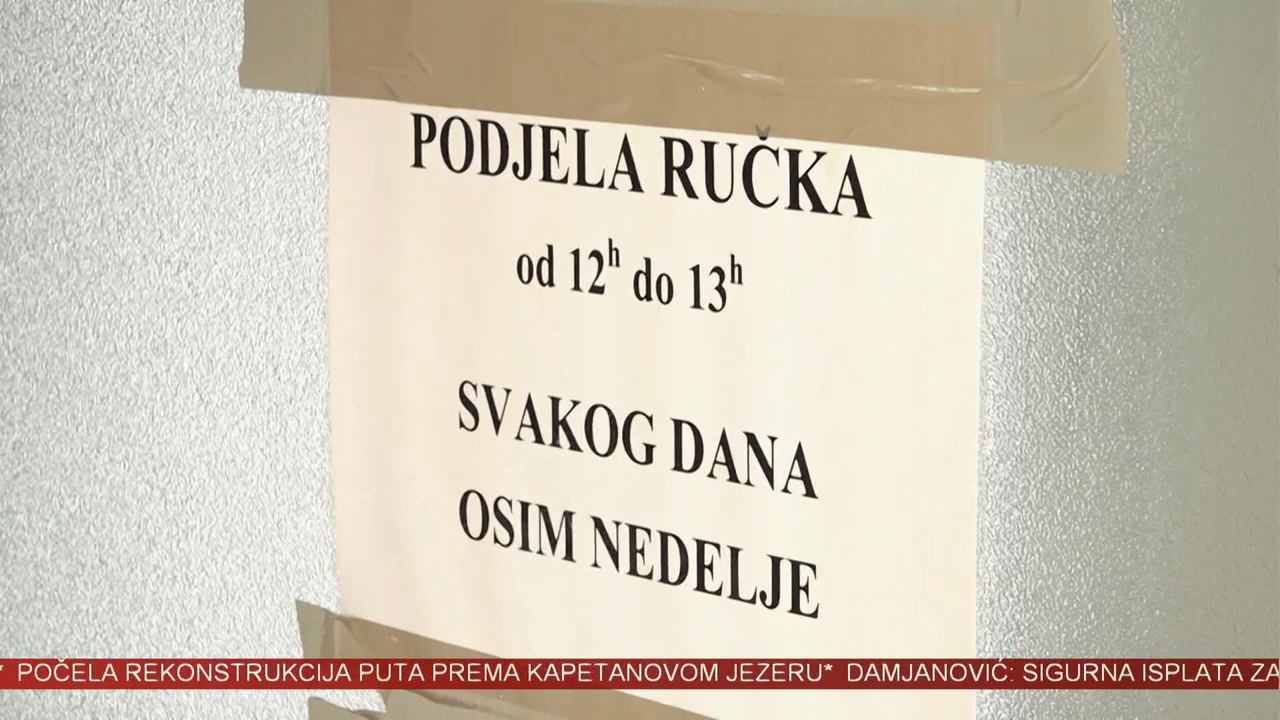 PODJELA RUČKA
od 12h do 13h
SVAKOG DANA
OSIM NEDELJE
* POČELA REKONSTRUKCIJA PUTA PREMA KAPETANOVOM JEZERU* DAMJANOVIĆ: SIGURNA ISPLATA ZA